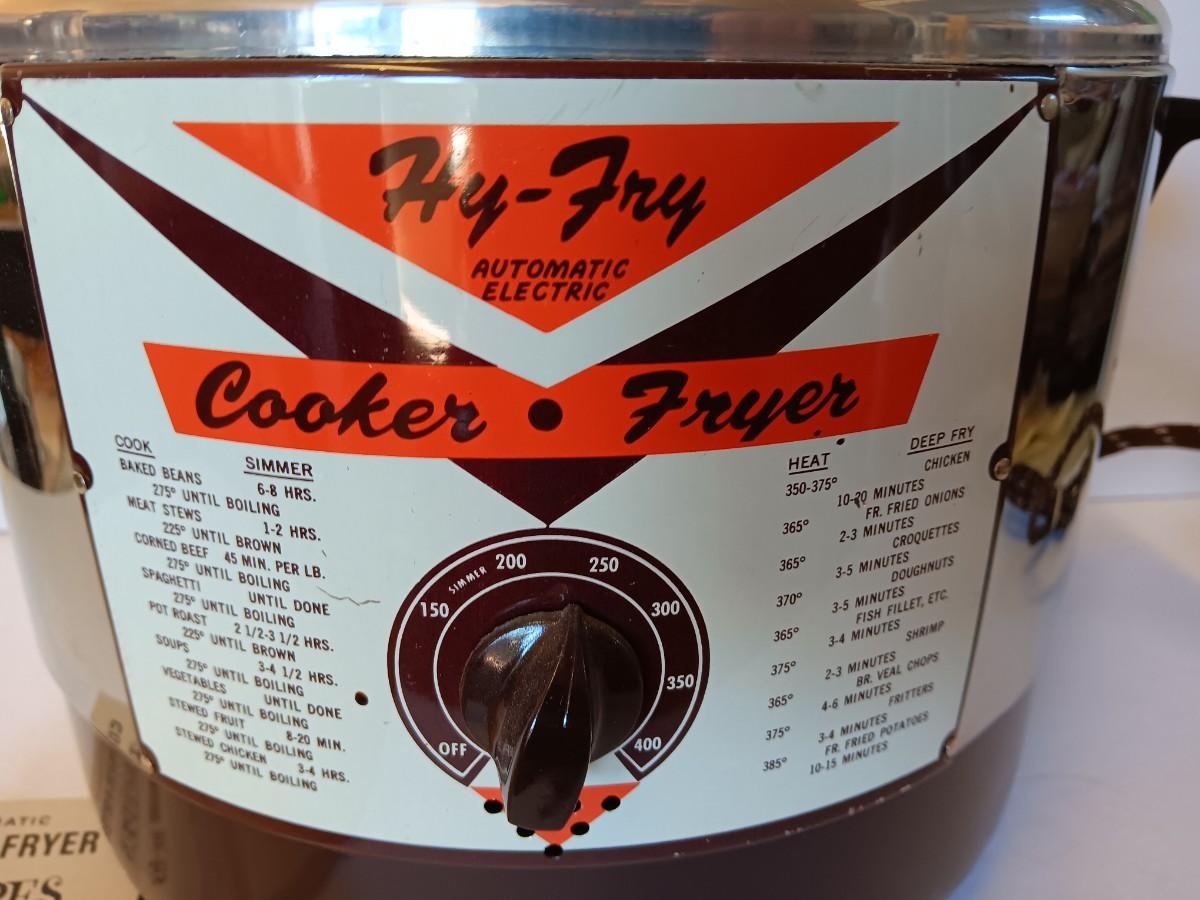 Hy-Fry
AUTOMATIC
ELECTRIC
Cooker • Fryer
COOK SIMMER
BAKED BEANS 6-8 HRS.
275° UNTIL BOILING
MEAT STEWS 1-2 HRS.
225° UNTIL BROWN
CORNED BEEF 45 MIN. PER LB.
275° UNTIL BOILING
SPAGHETTI UNTIL DONE
275° UNTIL BOILING
POT ROAST 2 1/2-3 1/2 HRS.
225° UNTIL BROWN
SOUPS 3-4 1/2 HRS.
275° UNTIL BOILING
VEGETABLES UNTIL DONE
275° UNTIL BOILING
STEWED FRUIT 8-20 MIN.
275° UNTIL BOILING
STEWED CHICKEN 3-4 HRS.
275° UNTIL BOILING
HEAT DEEP FRY
CHICKEN
350-375° 10-20 MINUTES
FR. FRIED ONIONS
365° 2-3 MINUTES
CROQUETTES
365° 3-5 MINUTES
DOUGHNUTS
370° 3-5 MINUTES
FISH FILLET, ETC.
365° 3-4 MINUTES
SHRIMP
375° 2-3 MINUTES
BR. VEAL CHOPS
365° 4-6 MINUTES
FRITTERS
375° 3-4 MINUTES
FR. FRIED POTATOES
385° 10-15 MINUTES
OFF 150 SIMMER 200 250 300 350 400
ATIC
FRYER
PES